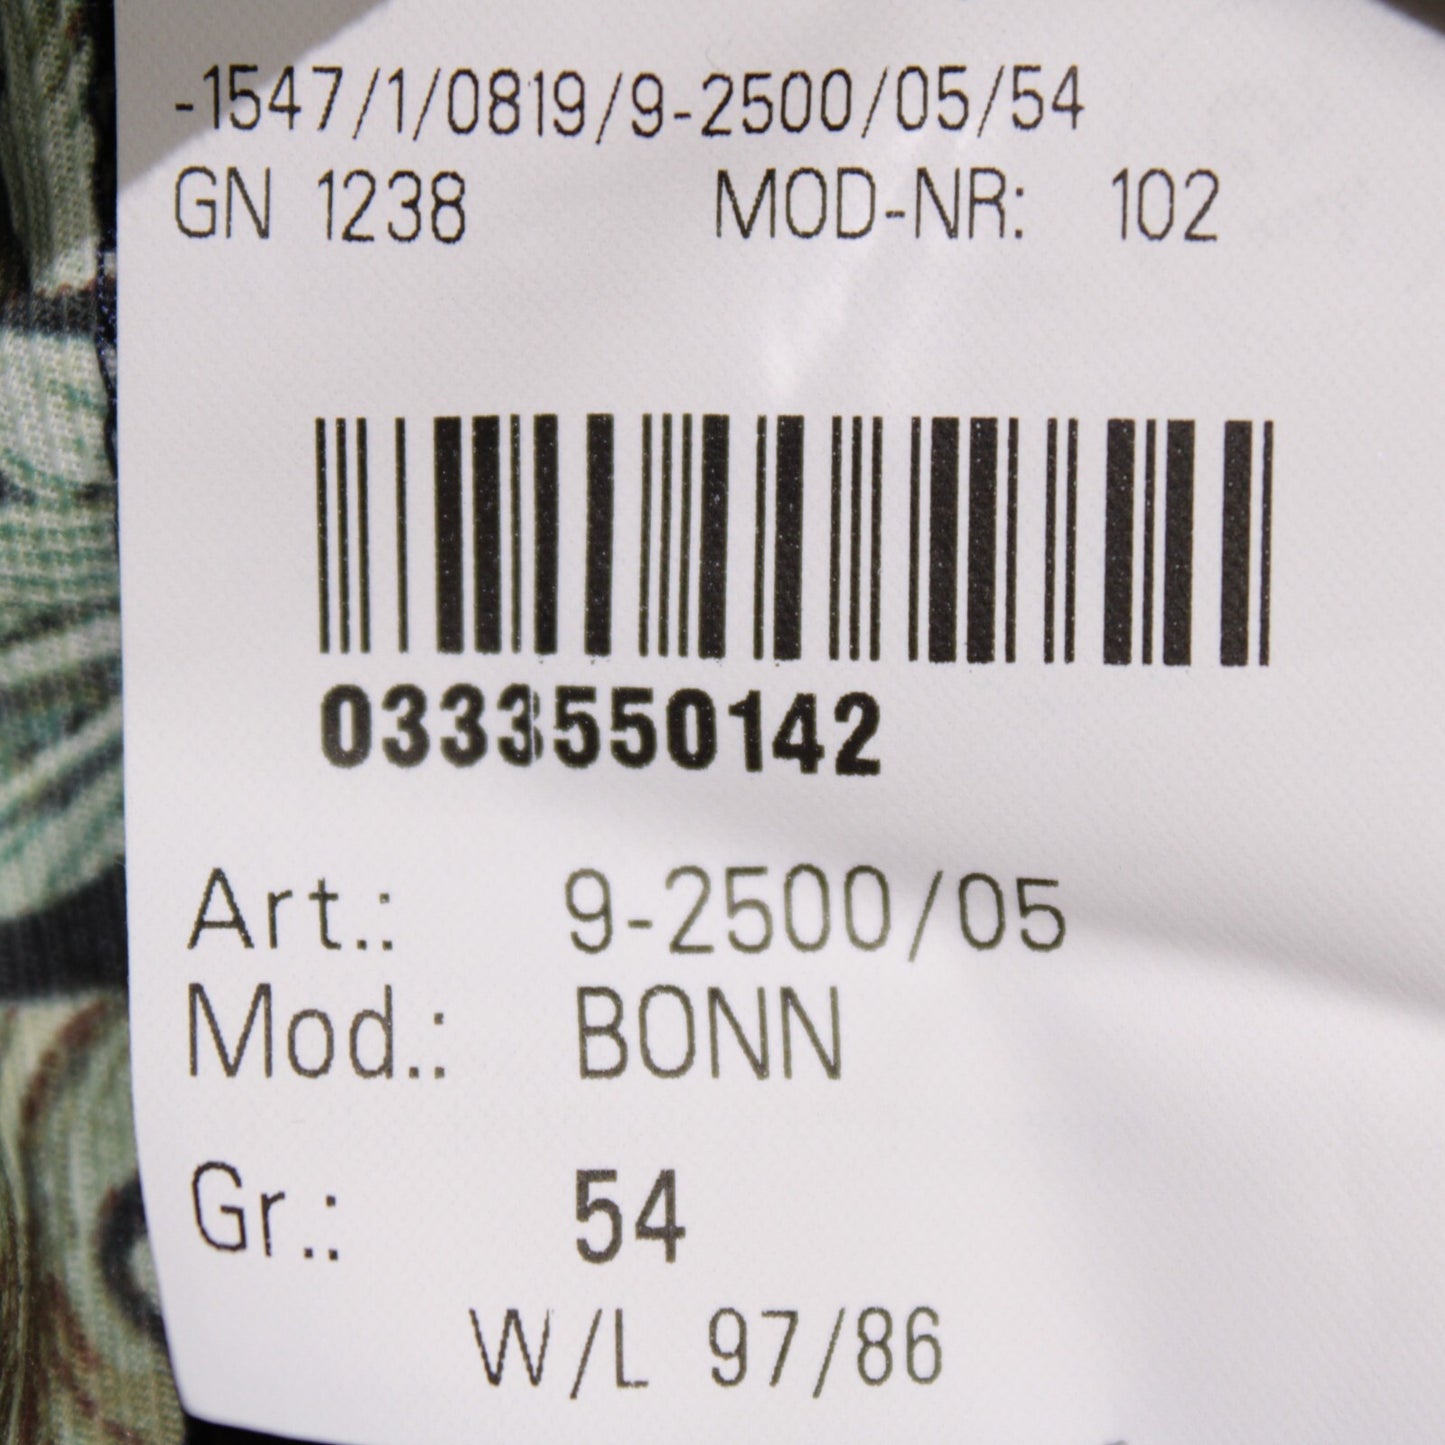 -1547/1/0819/9-2500/05/54
GN 1238 MOD-NR: 102
0333550142
Art.: 9-2500/05
Mod.: BONN
Gr.: 54
W/L 97/86